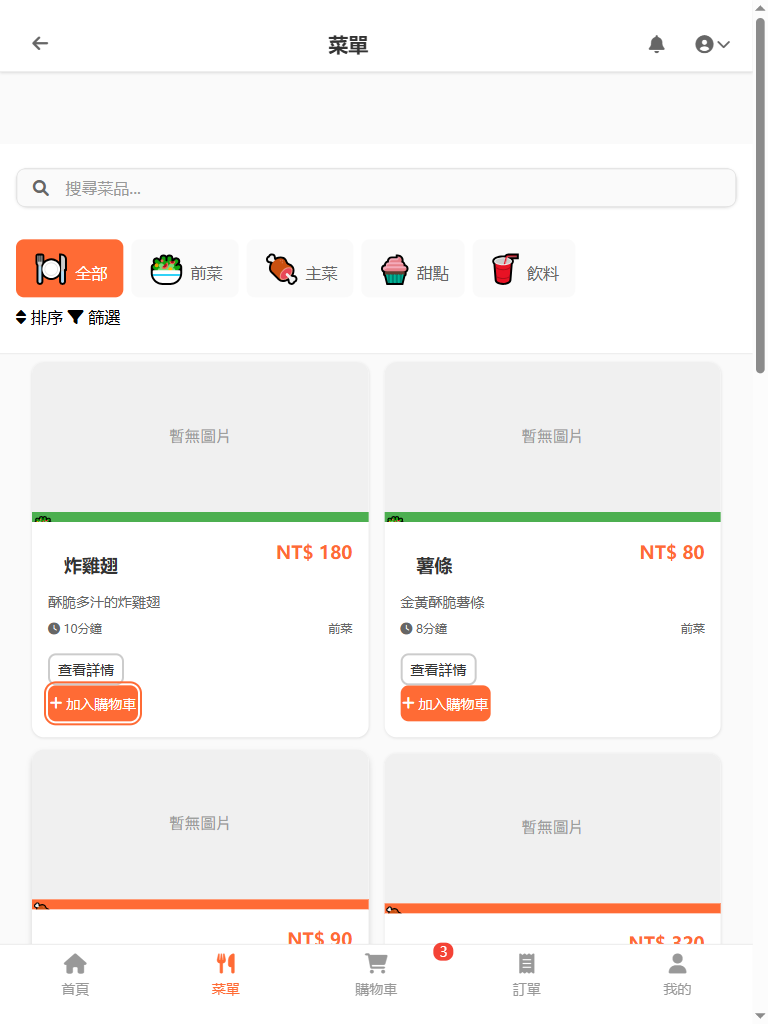 菜單
搜尋菜品...
全部 前菜 主菜 甜點 飲料
排序 篩選
暫無圖片
炸雞翅
NT$ 180
酥脆多汁的炸雞翅
10分鐘 前菜
查看詳情
加入購物車
暫無圖片
薯條
NT$ 80
金黃酥脆薯條
8分鐘 前菜
查看詳情
加入購物車
暫無圖片
NT$ 90
暫無圖片
NT$ 320
3
首頁 菜單 購物車 訂單 我的